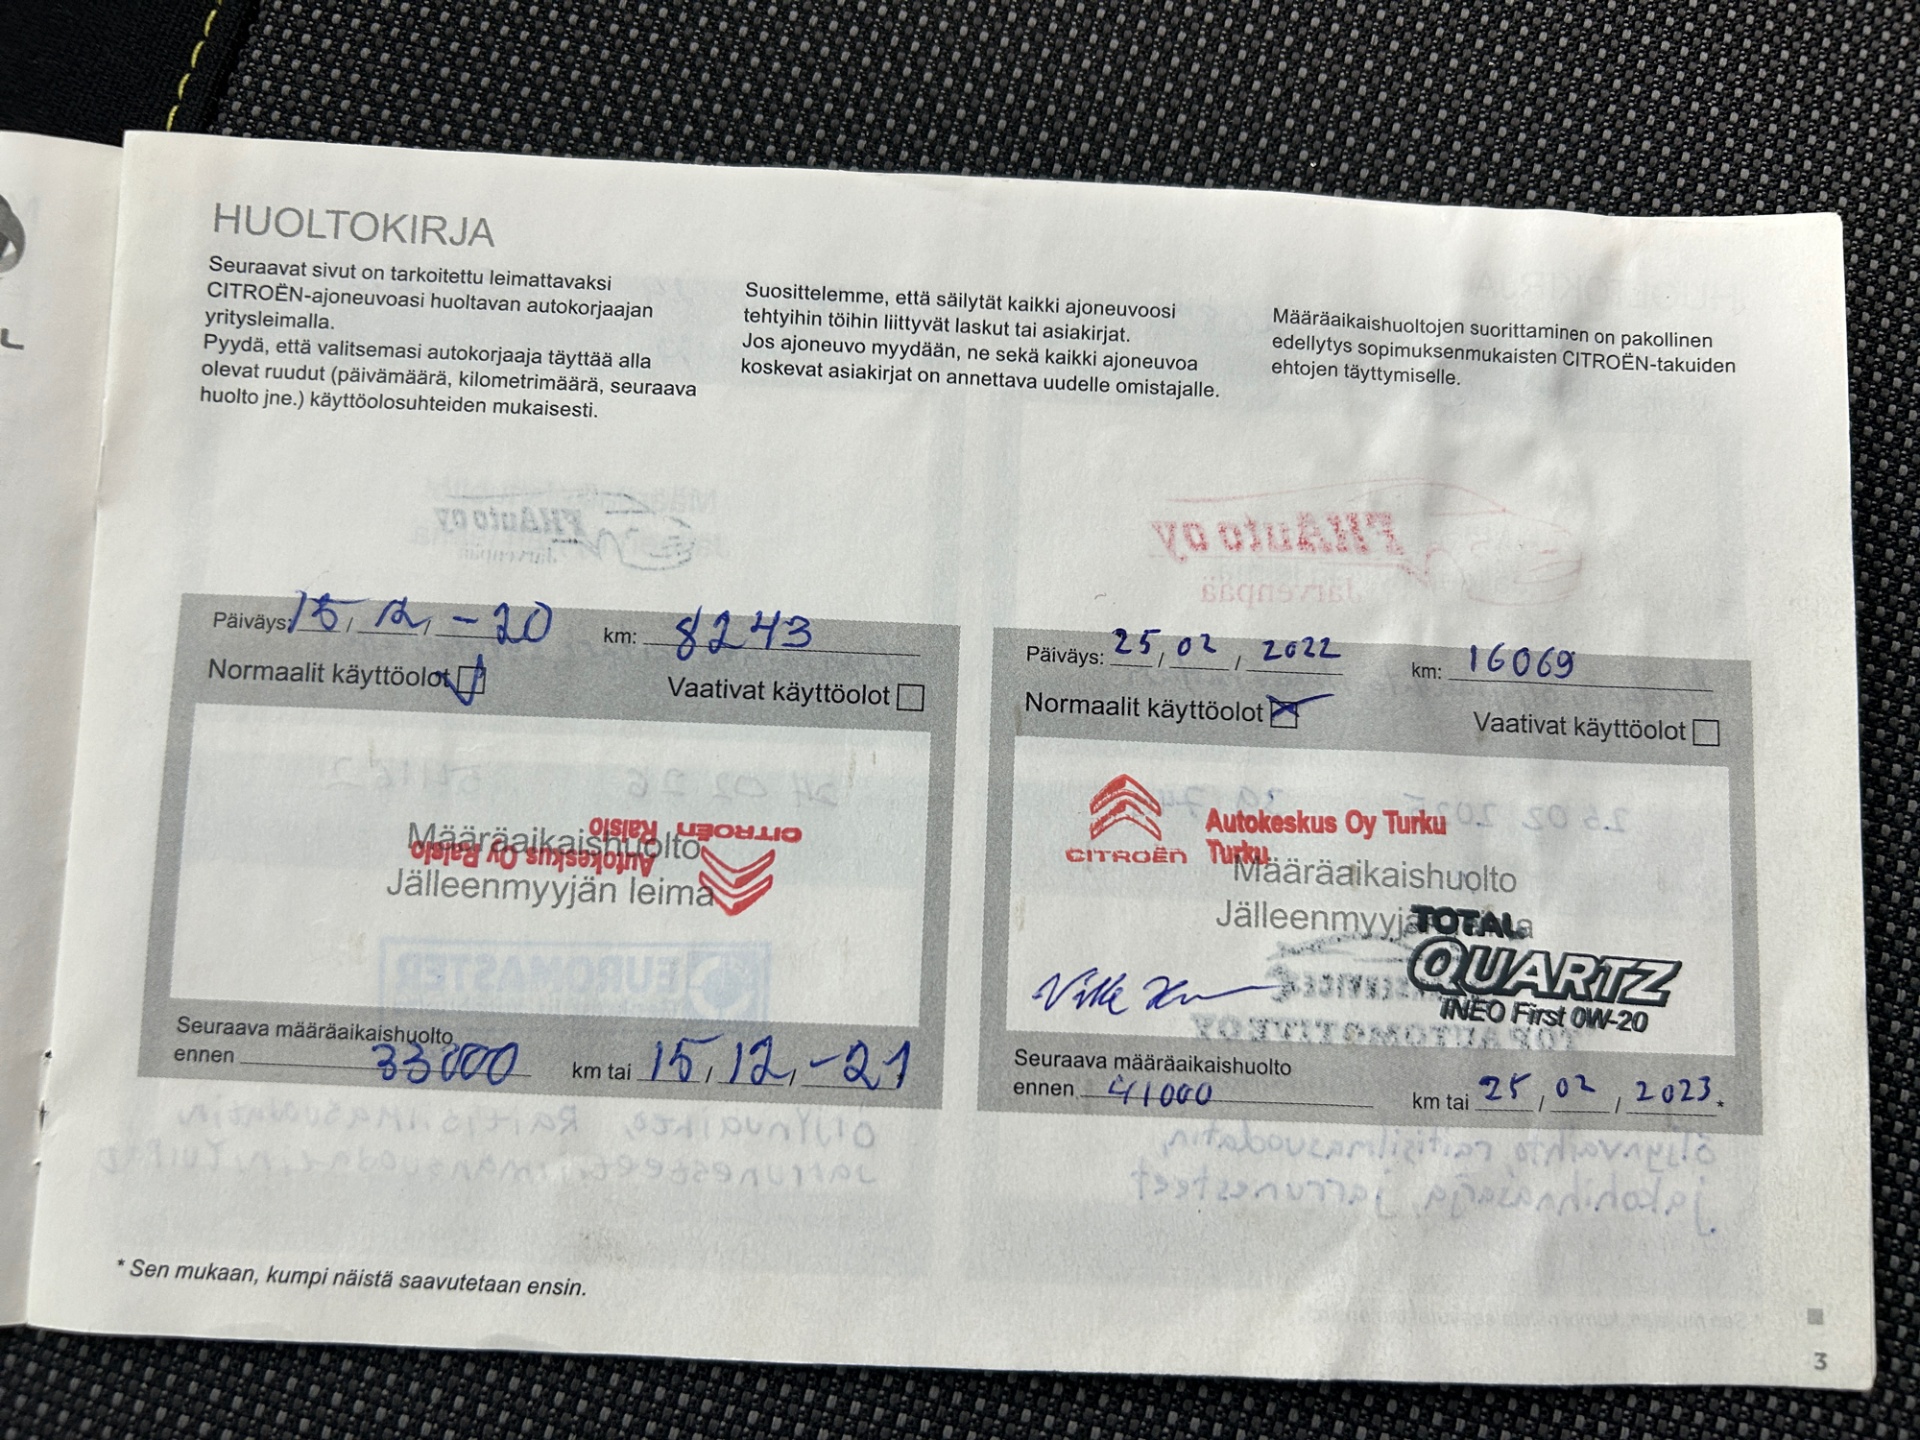 HUOLTOKIRJA
Seuraavat sivut on tarkoitettu leimattavaksi
CITROËN-ajoneuvoasi huoltavan autokorjaajan
yritysleimalla.
Pyydä, että valitsemasi autokorjaaja täyttää alla
olevat ruudut (päivämäärä, kilometrimäärä, seuraava
huolto jne.) käyttöolosuhteiden mukaisesti.
Suosittelemme, että säilytät kaikki ajoneuvoosi
tehtyihin töihin liittyvät laskut tai asiakirjat.
Jos ajoneuvo myydään, ne sekä kaikki ajoneuvoa
koskevat asiakirjat on annettava uudelle omistajalle.
Määräaikaishuoltojen suorittaminen on pakollinen
edellytys sopimuksenmukaisten CITROËN-takuiden
ehtojen täyttymiselle.
Päiväys: 15, 12, -20 km: 8243
Normaalit käyttöolot Vaativat käyttöolot
CITROËN
Raisio
Autokeskus Oy Raisio
Määräaikaishuolto
Jälleenmyyjän leima
Seuraava määräaikaishuolto
ennen 33000 km tai 15, 12, -21
Päiväys: 25, 02, 2022 km: 16069
Normaalit käyttöolot Vaativat käyttöolot
CITROËN
Autokeskus Oy Turku
Turku
Määräaikaishuolto
Jälleenmyyjän leima
TOTAL
QUARTZ
INEO First 0W-20
Ville
Seuraava määräaikaishuolto
ennen 41000 km tai 25, 02, 2023 *
* Sen mukaan, kumpi näistä saavutetaan ensin.
3